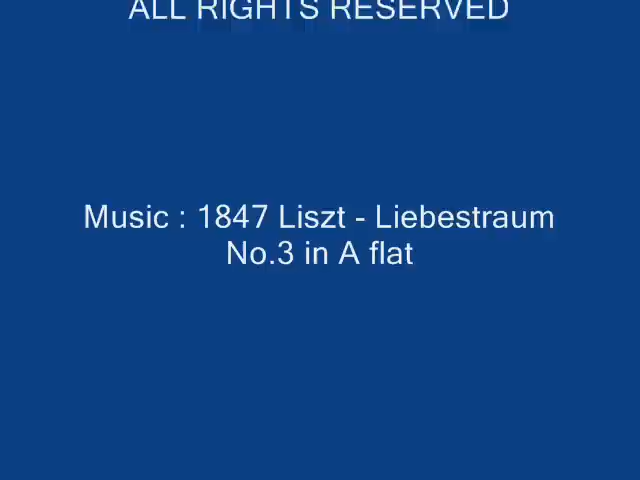 ALL RIGHTS RESERVED
Music : 1847 Liszt - Liebestraum
No.3 in A flat